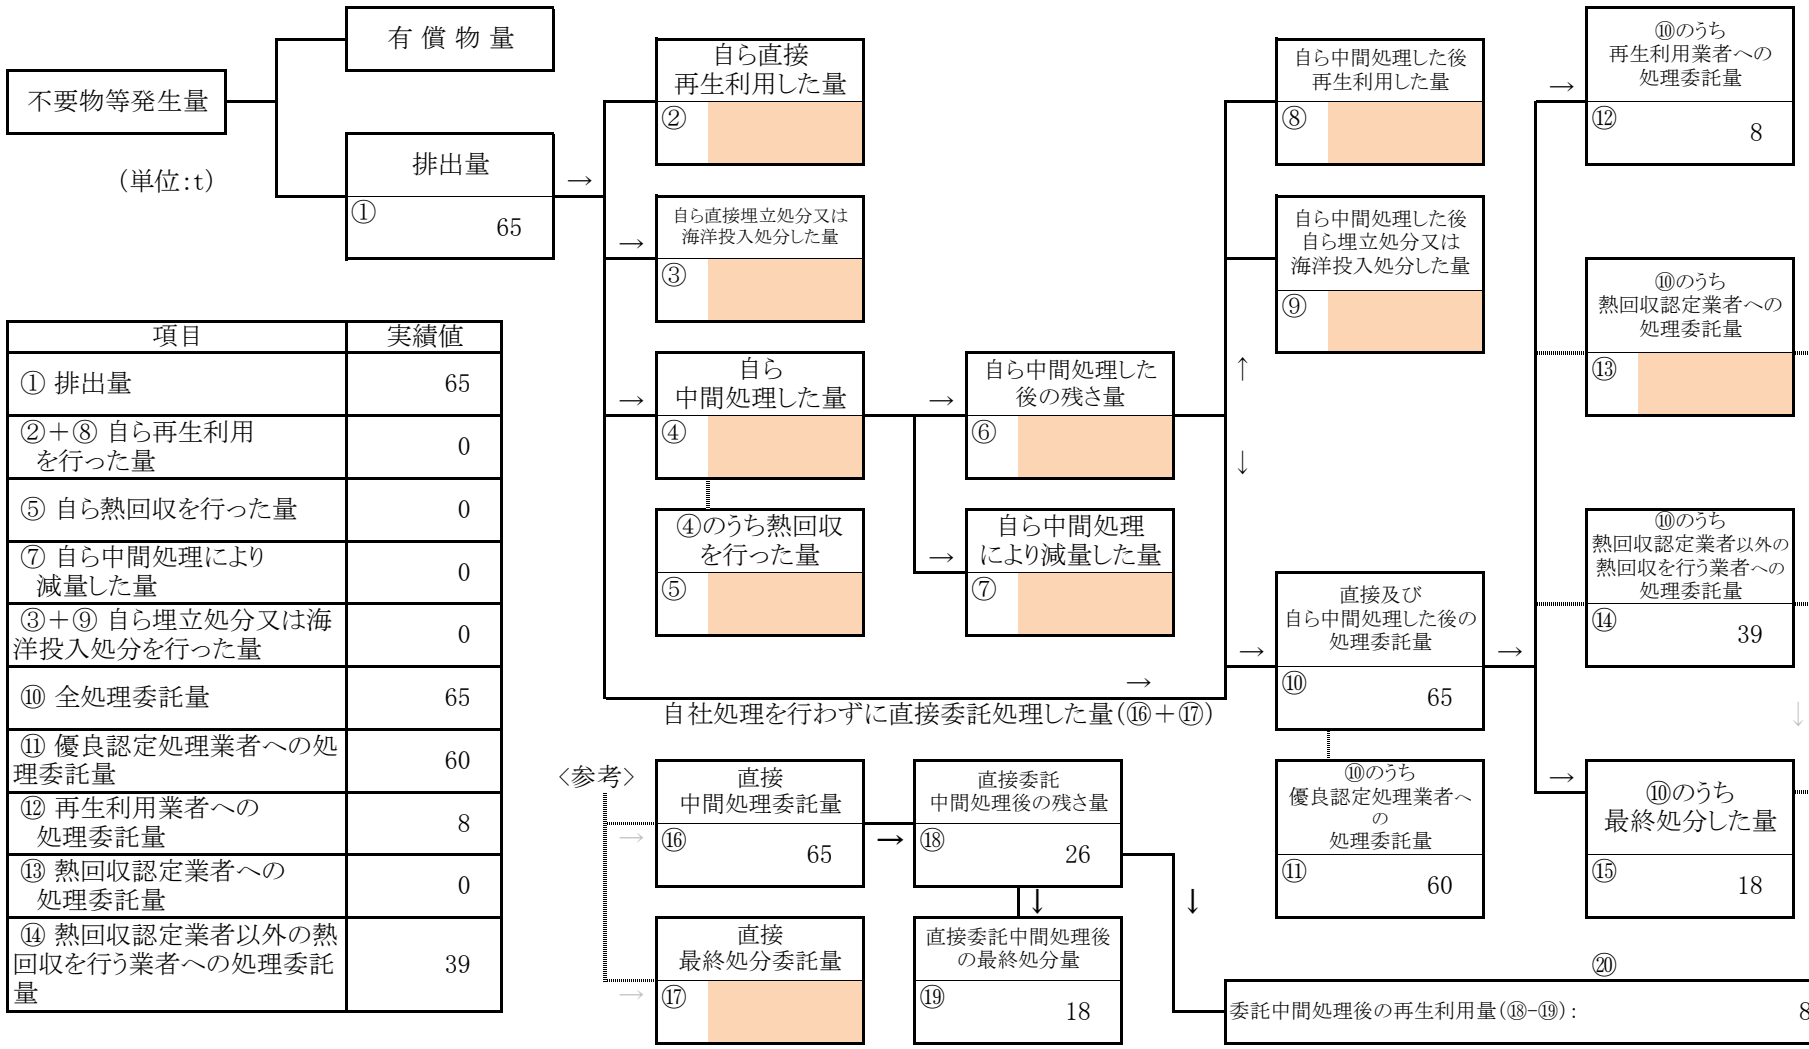 有 償 物 量
不要物等発生量
(単位:t)
排出量
①
65
→
自ら直接
再生利用した量
②
→
自ら直接埋立処分又は
海洋投入処分した量
③
→
自ら
中間処理した量
④
④のうち熱回収
を行った量
⑤
→
自ら中間処理した
後の残さ量
⑥
→
自ら中間処理
により減量した量
⑦
自ら中間処理した後
再生利用した量
⑧
自ら中間処理した後
自ら埋立処分又は
海洋投入処分した量
⑨
↑
↓
→
自社処理を行わずに直接委託処理した量(⑯+⑰)
→
直接及び
自ら中間処理した後の
処理委託量
⑩
65
⑩のうち
優良認定処理業者へ
の
処理委託量
⑪
60
→
→
⑩のうち
再生利用業者への
処理委託量
⑫
8
⑩のうち
熱回収認定業者への
処理委託量
⑬
⑩のうち
熱回収認定業者以外の
熱回収を行う業者への
処理委託量
⑭
39
↓
→
⑩のうち
最終処分した量
⑮
18
項目 実績値
① 排出量 65
②+⑧ 自ら再生利用
を行った量 0
⑤ 自ら熱回収を行った量 0
⑦ 自ら中間処理により
減量した量 0
③+⑨ 自ら埋立処分又は海
洋投入処分を行った量 0
⑩ 全処理委託量 65
⑪ 優良認定処理業者への処
理委託量 60
⑫ 再生利用業者への
処理委託量 8
⑬ 熱回収認定業者への
処理委託量 0
⑭ 熱回収認定業者以外の熱
回収を行う業者への処理委託
量 39
〈参考〉
→
直接
中間処理委託量
⑯
65
→
直接委託
中間処理後の残さ量
⑱
26
↓
↓
→
直接
最終処分委託量
⑰
直接委託中間処理後
の最終処分量
⑲
18
⑳
委託中間処理後の再生利用量(⑱-⑲): 8